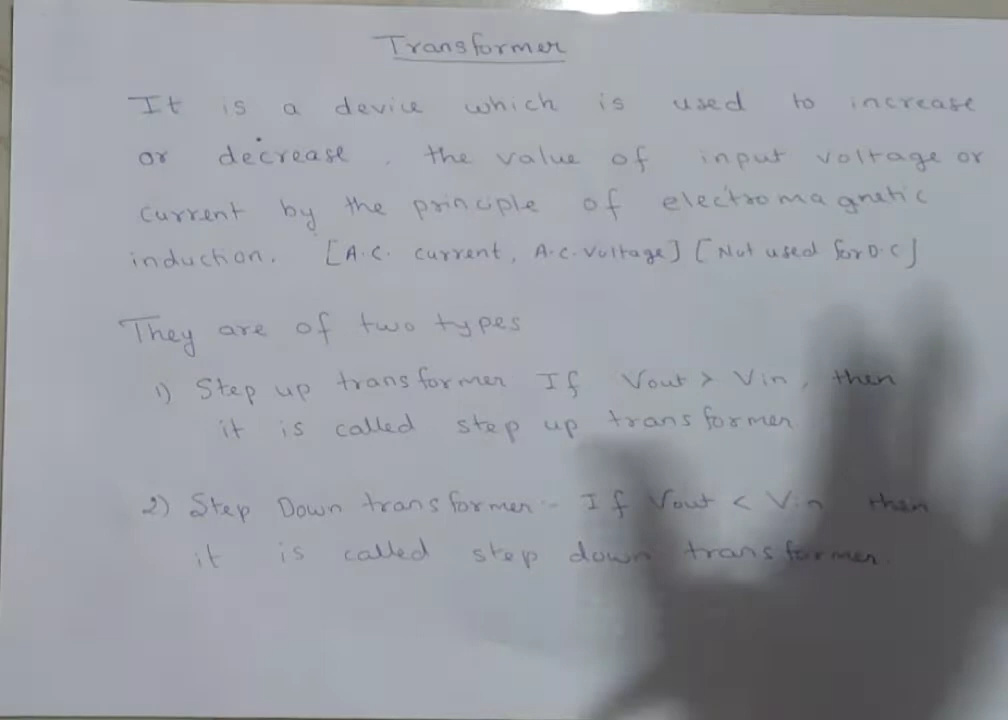 Transformer
It is a device which is used to increase
or decrease, the value of input voltage or
current by the principle of electromagnetic
induction. [A.C. current, A.C. Voltage] [Not used for D.C]
They are of two types
1) Step up transformer If Vout > Vin, then
it is called step up transformer
2) Step Down transformer :- If Vout < Vin then
it is called step down transformer.